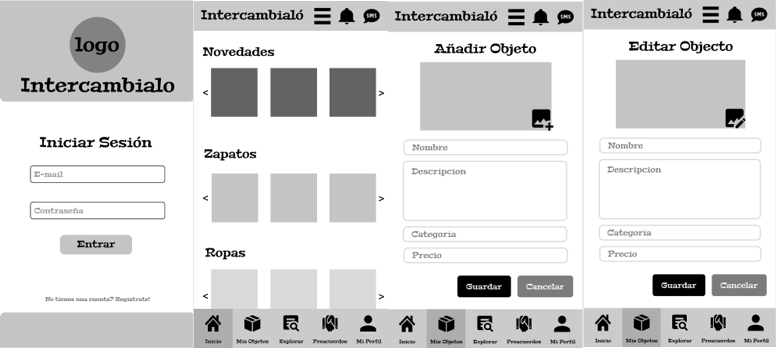 logo
Intercambialo
Iniciar Sesión
E-mail
Contraseña
Entrar
No tienes una cuenta? Registrate!
Intercambialó
SMS
Novedades
< >
Zapatos
< >
Ropas
< >
Inicio Mis Objetos Explorar Preacuerdos Mi Perfil
Intercambialó
SMS
Añadir Objeto
Nombre
Descripcion
Categoria
Precio
Guardar Cancelar
Inicio Mis Objetos Explorar Preacuerdos Mi Perfil
Intercambialó
SMS
Editar Objecto
Nombre
Descripcion
Categoria
Precio
Guardar Cancelar
Inicio Mis Objetos Explorar Preacuerdos Mi Perfil